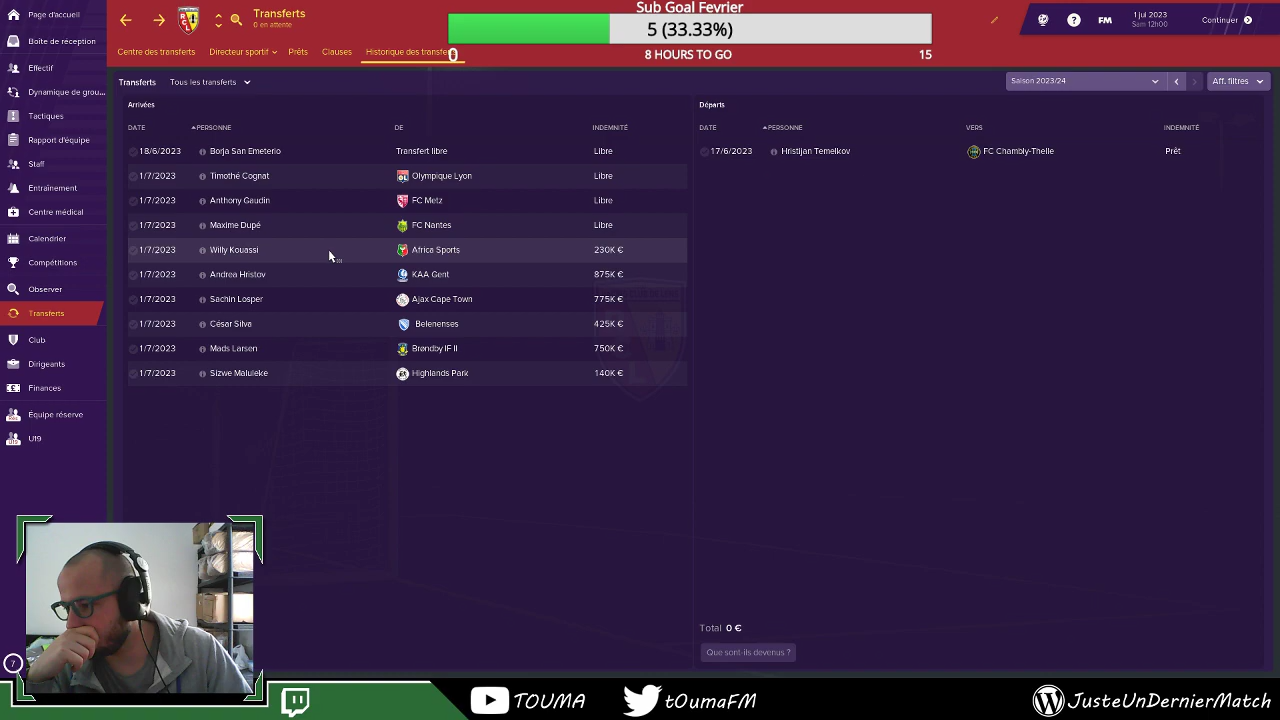 Page d'accueil
Boîte de réception
Effectif
Dynamique de grou...
Tactiques
Rapport d'équipe
Staff
Entraînement
Centre médical
Calendrier
Compétitions
Observer
Transferts
Club
Dirigeants
Finances
Équipe réserve
U19
Transferts
0 en attente
Centre des transferts Directeur sportif Prêts Clauses Historique des transfe
Sub Goal Fevrier
5 (33.33%)
0 8 HOURS TO GO 15
FM 1 jul 2023
Sam 12h00
Continuer
Transferts Tous les transferts Saison 2023/24 Aff. filtres
Arrivées
DATE PERSONNE DE INDEMNITÉ
18/6/2023 Borja San Emeterio Transfert libre Libre
1/7/2023 Timothé Cognat Olympique Lyon Libre
1/7/2023 Anthony Gaudin FC Metz Libre
1/7/2023 Maxime Dupé FC Nantes Libre
1/7/2023 Willy Kouassi Africa Sports 230K €
1/7/2023 Andrea Hristov KAA Gent 875K €
1/7/2023 Sachin Losper Ajax Cape Town 775K €
1/7/2023 César Silva Belenenses 425K €
1/7/2023 Mads Larsen Brøndby IF II 750K €
1/7/2023 Sizwe Maluleke Highlands Park 140K €
Départs
DATE PERSONNE VERS INDEMNITÉ
17/6/2023 Hristijan Temelkov FC Chambly-Thelle Prêt
Total 0 €
Que sont-ils devenus ?
7
TOUMA tOumaFM JusteUnDernierMatch